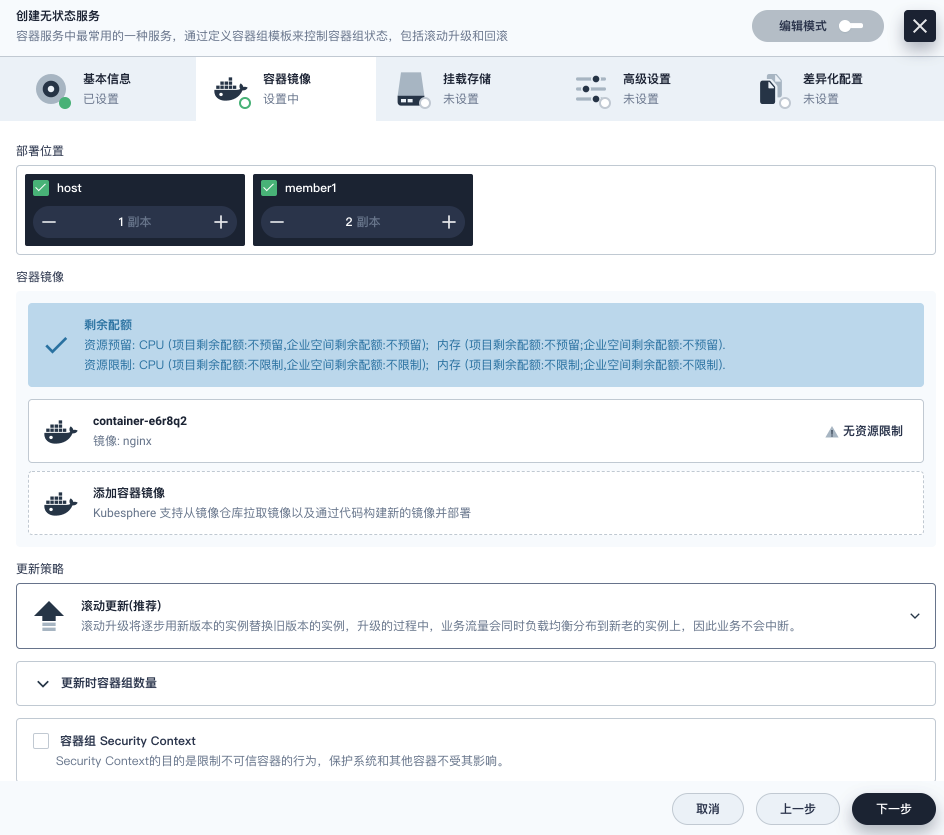 创建无状态服务
容器服务中最常用的一种服务，通过定义容器组模板来控制容器组状态，包括滚动升级和回滚
编辑模式
基本信息
已设置
容器镜像
设置中
挂载存储
未设置
高级设置
未设置
差异化配置
未设置
部署位置
host
1 副本
member1
2 副本
容器镜像
剩余配额
资源预留: CPU (项目剩余配额:不预留,企业空间剩余配额:不预留)；内存 (项目剩余配额:不预留;企业空间剩余配额:不预留).
资源限制: CPU (项目剩余配额:不限制,企业空间剩余配额:不限制)；内存 (项目剩余配额:不限制;企业空间剩余配额:不限制).
container-e6r8q2
镜像: nginx
无资源限制
添加容器镜像
Kubesphere 支持从镜像仓库拉取镜像以及通过代码构建新的镜像并部署
更新策略
滚动更新(推荐)
滚动升级将逐步用新版本的实例替换旧版本的实例，升级的过程中，业务流量会同时负载均衡分布到新老的实例上，因此业务不会中断。
更新时容器组数量
容器组 Security Context
Security Context的目的是限制不可信容器的行为，保护系统和其他容器不受其影响。
取消
上一步
下一步